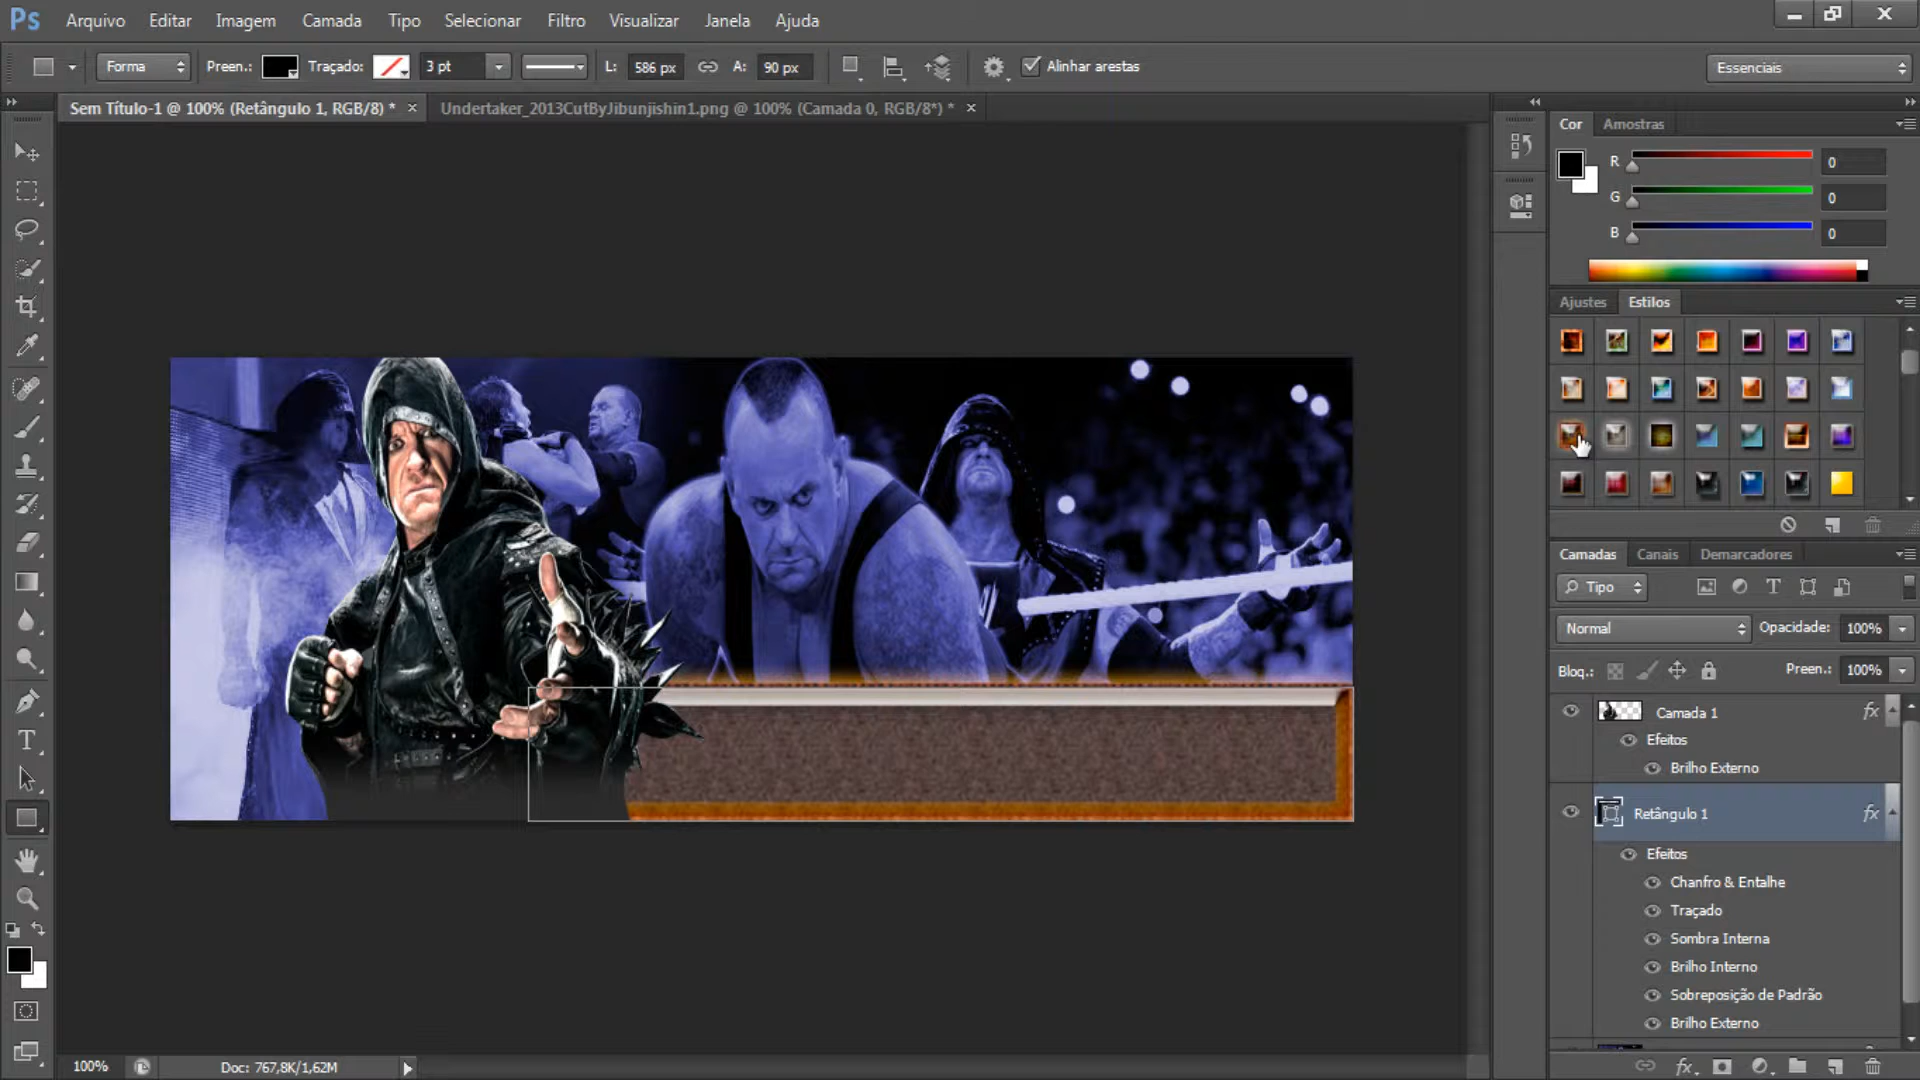 Ps Arquivo Editar Imagem Camada Tipo Selecionar Filtro Visualizar Janela Ajuda
Forma Preen.: Traçado: 3 pt L: 586 px A: 90 px Alinhar arestas Essenciais
Sem Título-1 @ 100% (Retângulo 1, RGB/8) * × Undertaker_2013CutByJibunjishin1.png @ 100% (Camada 0, RGB/8*) * ×
Cor Amostras
R 0
G 0
B 0
Ajustes Estilos
Camadas Canais Demarcadores
Tipo
Normal Opacidade: 100%
Bloq.: Preen.: 100%
Camada 1 fx
Efeitos
Brilho Externo
Retângulo 1 fx
Efeitos
Chanfro & Entalhe
Traçado
Sombra Interna
Brilho Interno
Sobreposição de Padrão
Brilho Externo
100% Doc: 767,8K/1,62M
fx